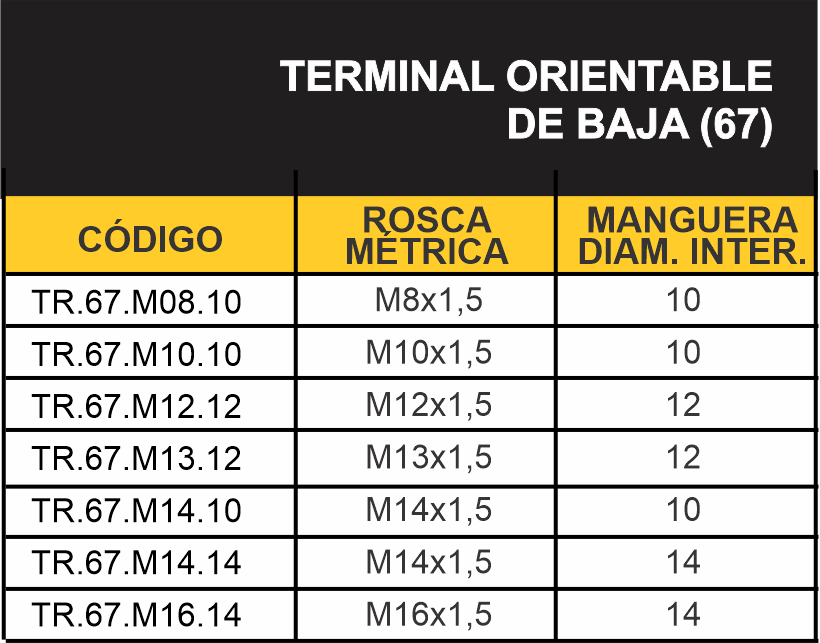 TERMINAL ORIENTABLE
DE BAJA (67)
CÓDIGO ROSCA MÉTRICA MANGUERA DIAM. INTER.
TR.67.M08.10 M8x1,5 10
TR.67.M10.10 M10x1,5 10
TR.67.M12.12 M12x1,5 12
TR.67.M13.12 M13x1,5 12
TR.67.M14.10 M14x1,5 10
TR.67.M14.14 M14x1,5 14
TR.67.M16.14 M16x1,5 14